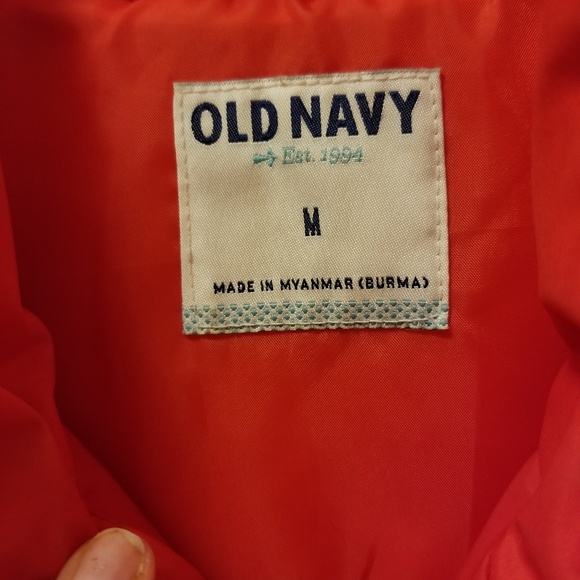 OLD NAVY
Est. 1994
M
MADE IN MYANMAR (BURMA)